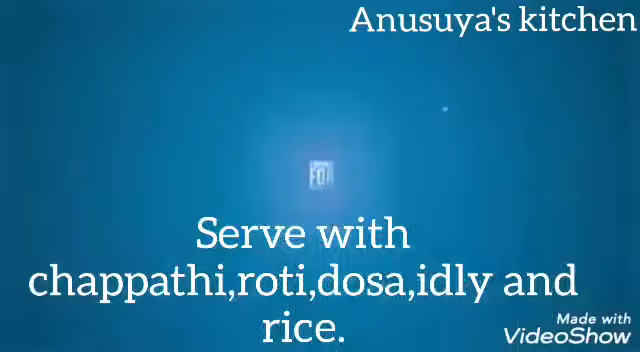 Anusuya's kitchen
Serve with
chappathi,roti,dosa,idly and
rice.
Made with
VideoShow